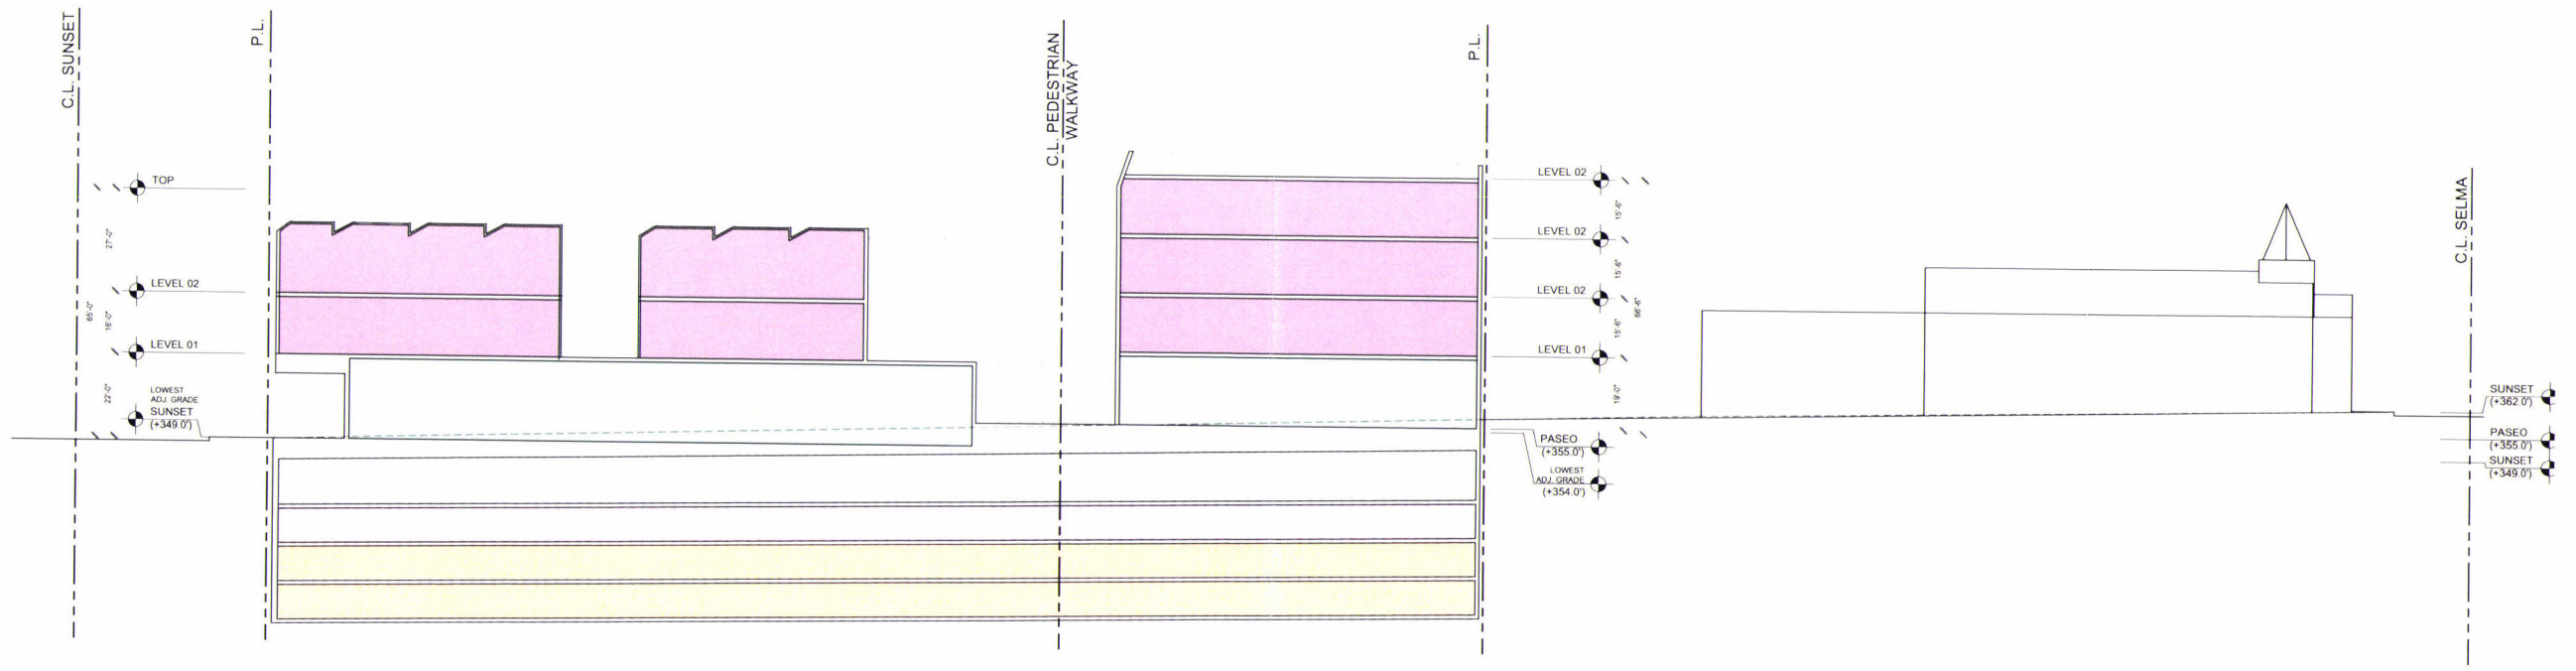 C.L. SUNSET
P.L.
C.L. PEDESTRIAN
WALKWAY
P.L.
C.L. SELMA
TOP
27'-0"
LEVEL 02
65'-0"
16'-0"
LEVEL 01
22'-0"
LOWEST
ADJ. GRADE
SUNSET
(+349.0')
LEVEL 02
15'-6"
LEVEL 02
15'-6"
LEVEL 02
15'-6"
66'-6"
LEVEL 01
19'-0"
PASEO
(+355.0')
LOWEST
ADJ. GRADE
(+354.0')
SUNSET
(+362.0')
PASEO
(+355.0')
SUNSET
(+349.0')